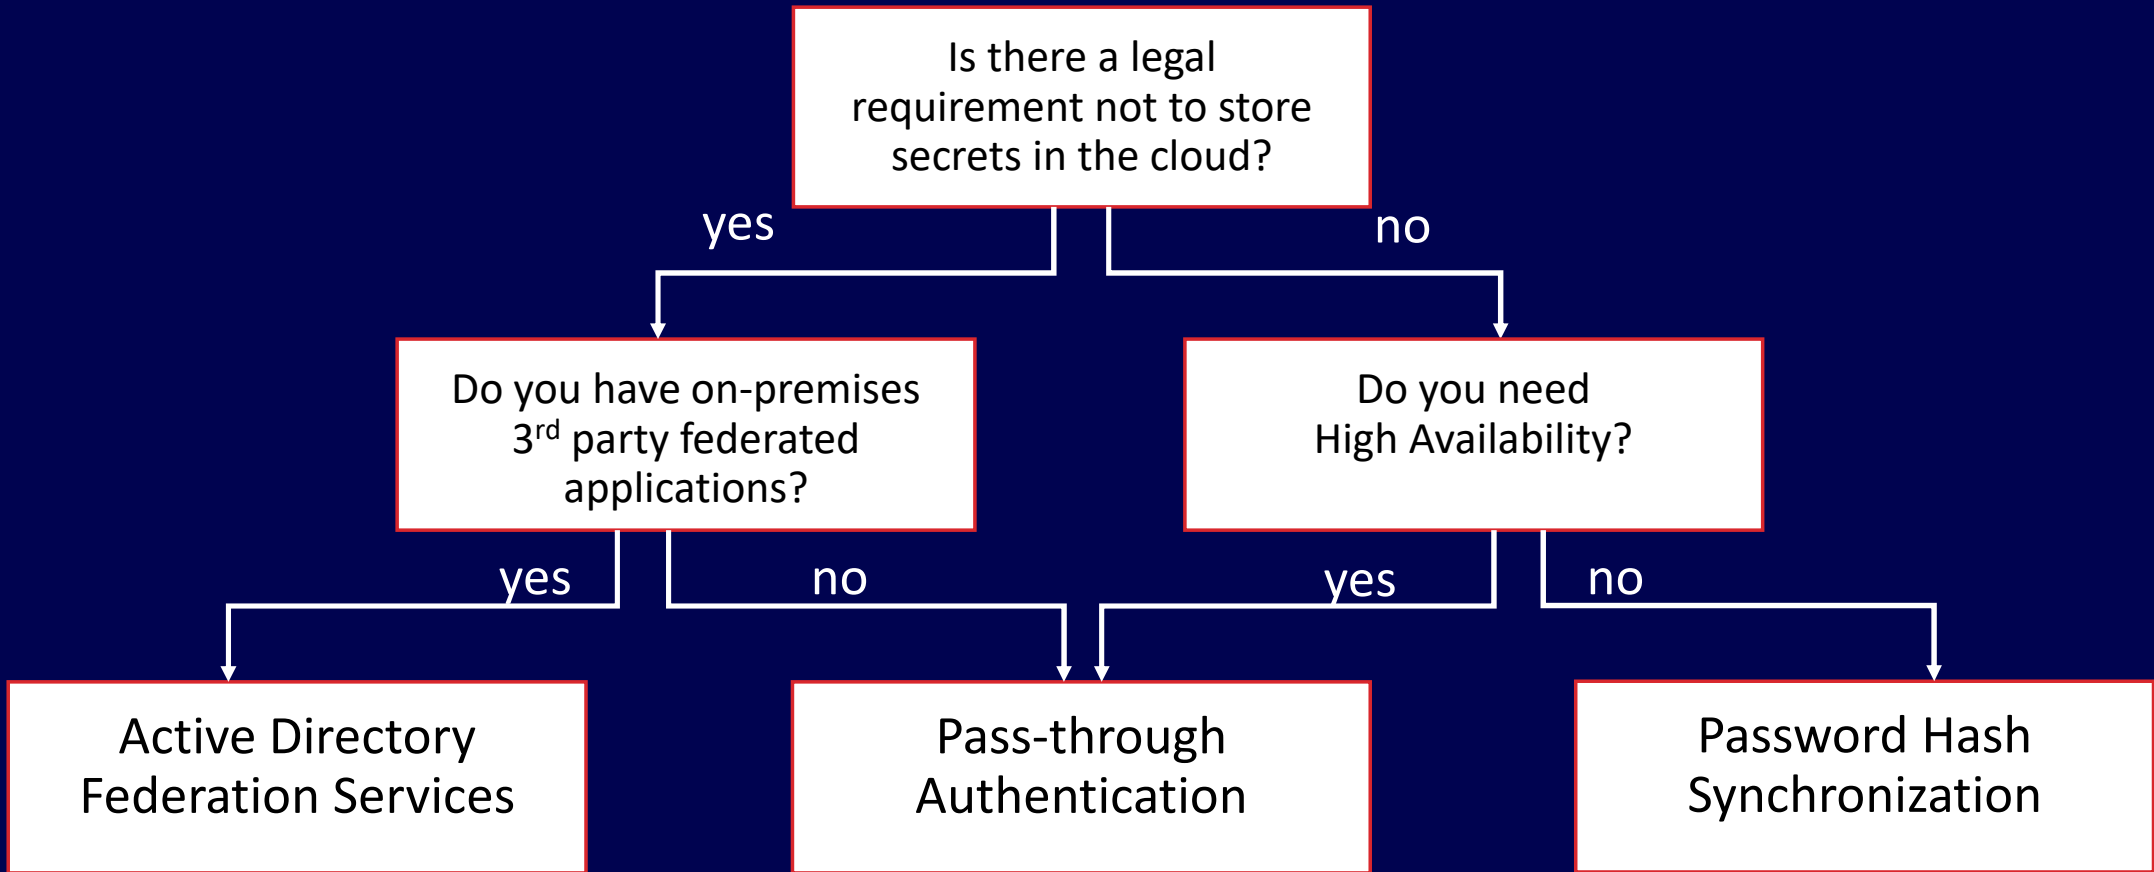 Is there a legal
requirement not to store
secrets in the cloud?
yes
no
Do you have on-premises
3rd party federated
applications?
Do you need
High Availability?
yes
no
yes
no
Active Directory
Federation Services
Pass-through
Authentication
Password Hash
Synchronization